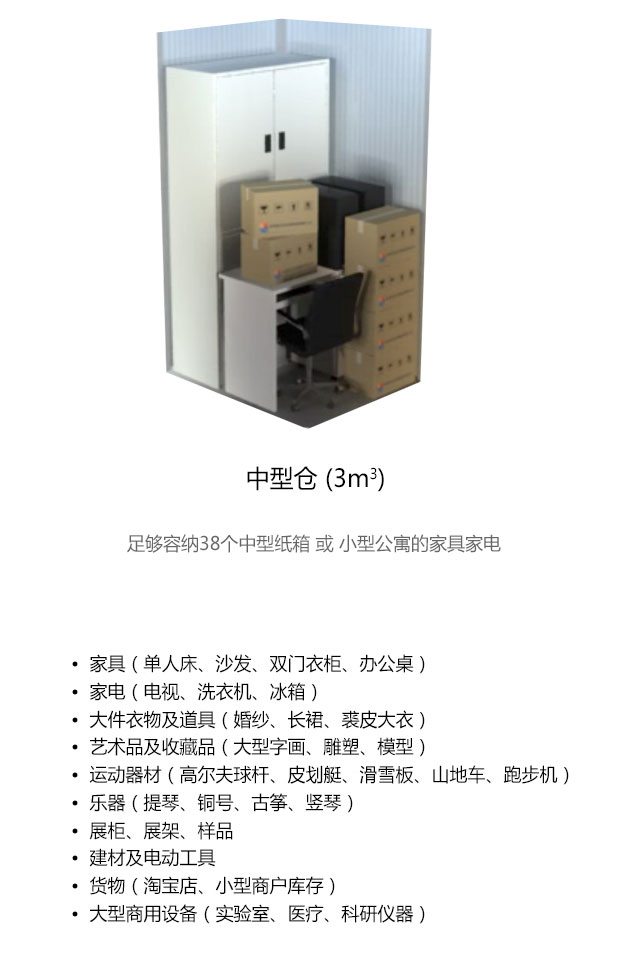 中型仓 (3m³)
足够容纳38个中型纸箱 或 小型公寓的家具家电
• 家具（单人床、沙发、双门衣柜、办公桌）
• 家电（电视、洗衣机、冰箱）
• 大件衣物及道具（婚纱、长裙、裘皮大衣）
• 艺术品及收藏品（大型字画、雕塑、模型）
• 运动器材（高尔夫球杆、皮划艇、滑雪板、山地车、跑步机）
• 乐器（提琴、铜号、古筝、竖琴）
• 展柜、展架、样品
• 建材及电动工具
• 货物（淘宝店、小型商户库存）
• 大型商用设备（实验室、医疗、科研仪器）